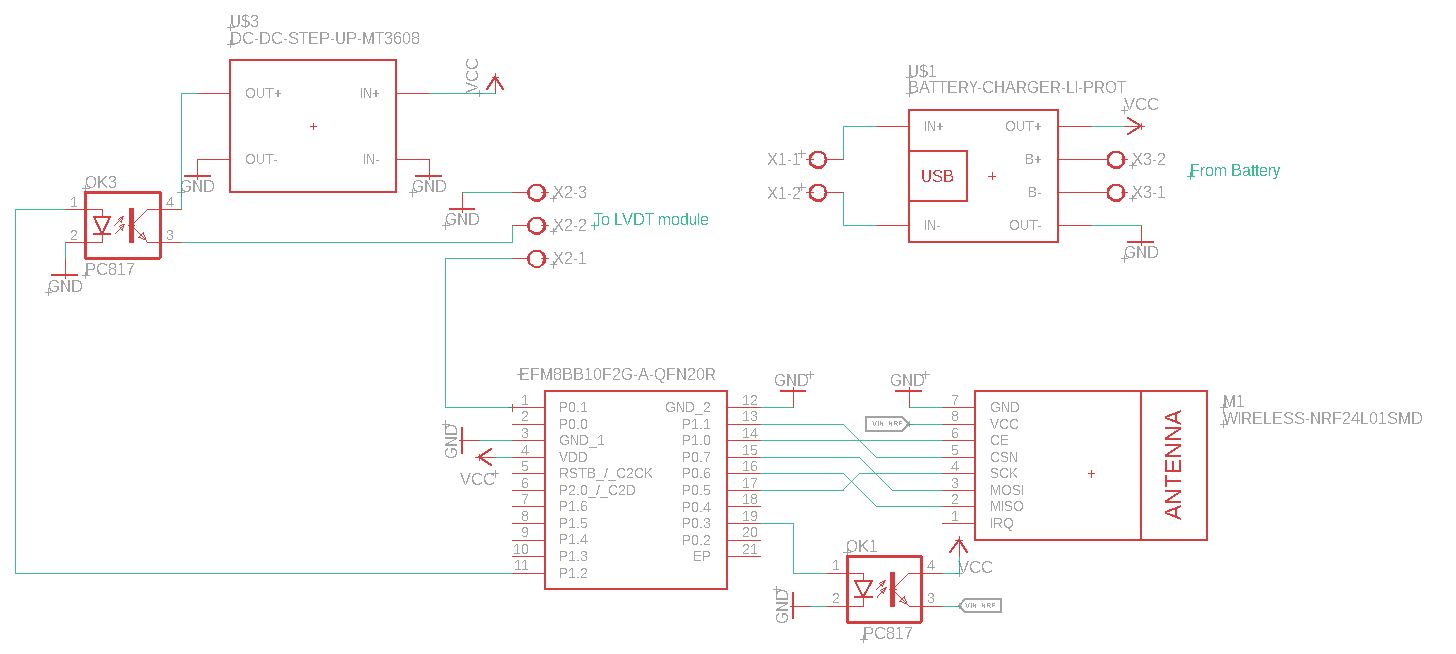 U$3
DC-DC-STEP-UP-MT3608
OUT+
IN+
OUT-
IN-
VCC
GND
GND
U$1
BATTERY-CHARGER-LI-PROT
IN+
OUT+
USB
B+
B-
IN-
OUT-
VCC
GND
X1-1
X1-2
X3-2
X3-1
From Battery
OK3
1
2
4
3
PC817
GND
GND
X2-3
X2-2
To LVDT module
X2-1
EFM8BB10F2G-A-QFN20R
1 P0.1
2 P0.0
3 GND_1
4 VDD
5 RSTB_/_C2CK
6 P2.0_/_C2D
7 P1.6
8 P1.5
9 P1.4
10 P1.3
11 P1.2
GND_2 12
P1.1 13
P1.0 14
P0.7 15
P0.6 16
P0.5 17
P0.4 18
P0.3 19
P0.2 20
EP 21
GND
VCC
GND
GND
VIN NRF
7 GND
8 VCC
6 CE
5 CSN
4 SCK
3 MOSI
2 MISO
1 IRQ
ANTENNA
M1
WIRELESS-NRF24L01SMD
OK1
1
2
4
3
PC817
GND
VCC
VIN NRF